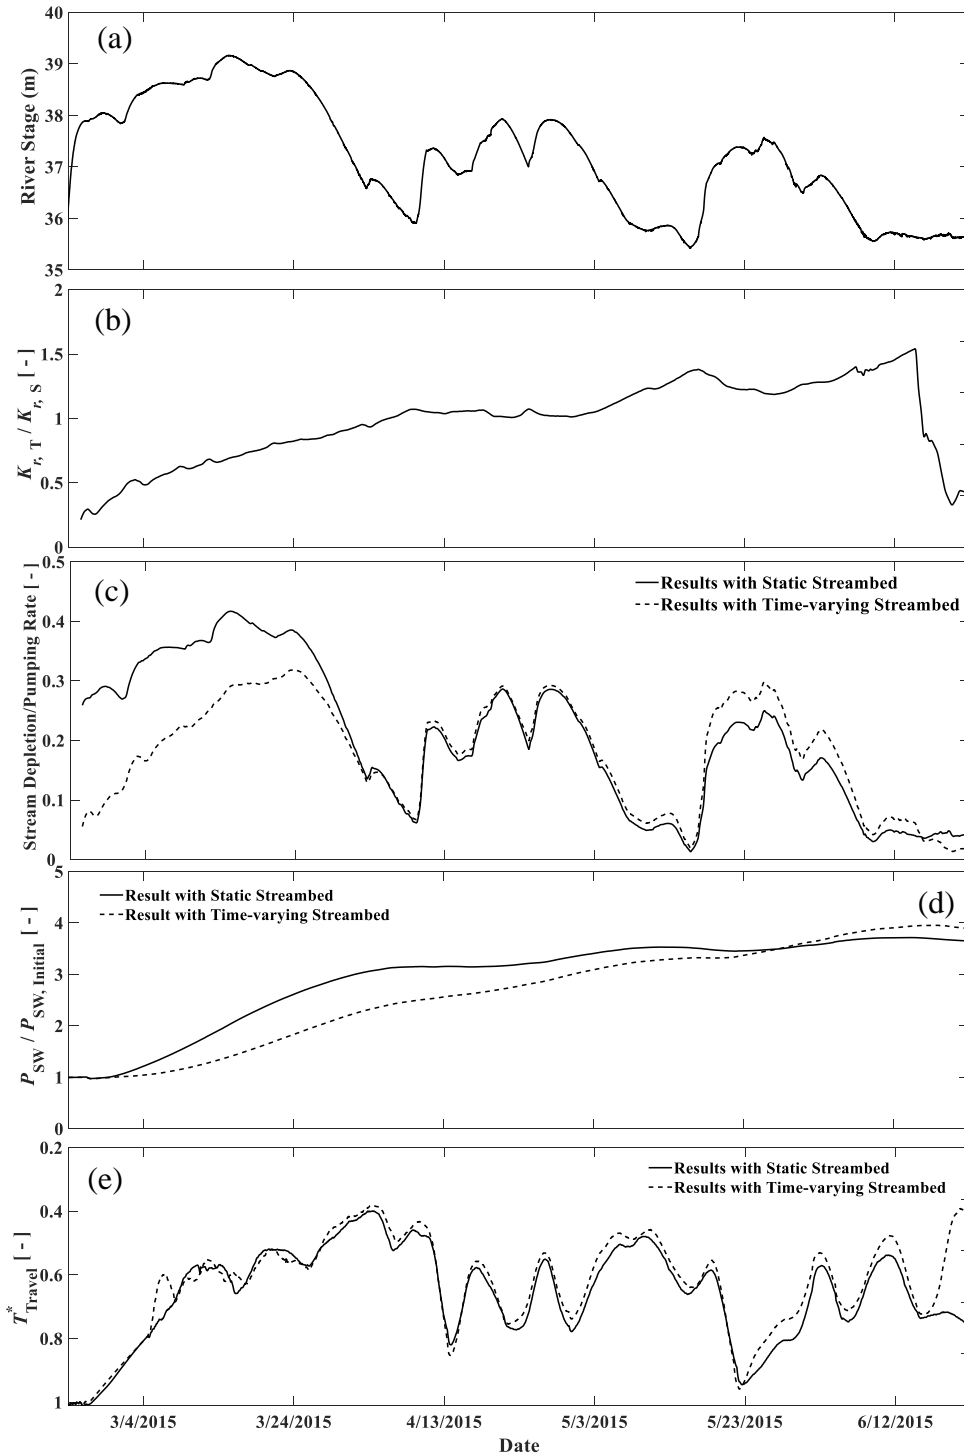 (a)
40
39
38
37
36
35
River Stage (m)
(b)
2
1.5
1
0.5
0
K_{r, T} / K_{r, S} [ - ]
(c)
0.5
0.4
0.3
0.2
0.1
0
Stream Depletion/Pumping Rate [ - ]
Results with Static Streambed
Results with Time-varying Streambed
(d)
5
4
3
2
1
0
P_{SW} / P_{SW, Initial} [ - ]
Result with Static Streambed
Result with Time-varying Streambed
(e)
0.2
0.4
0.6
0.8
1
T^*_{Travel} [ - ]
Results with Static Streambed
Results with Time-varying Streambed
3/4/2015 3/24/2015 4/13/2015 5/3/2015 5/23/2015 6/12/2015
Date